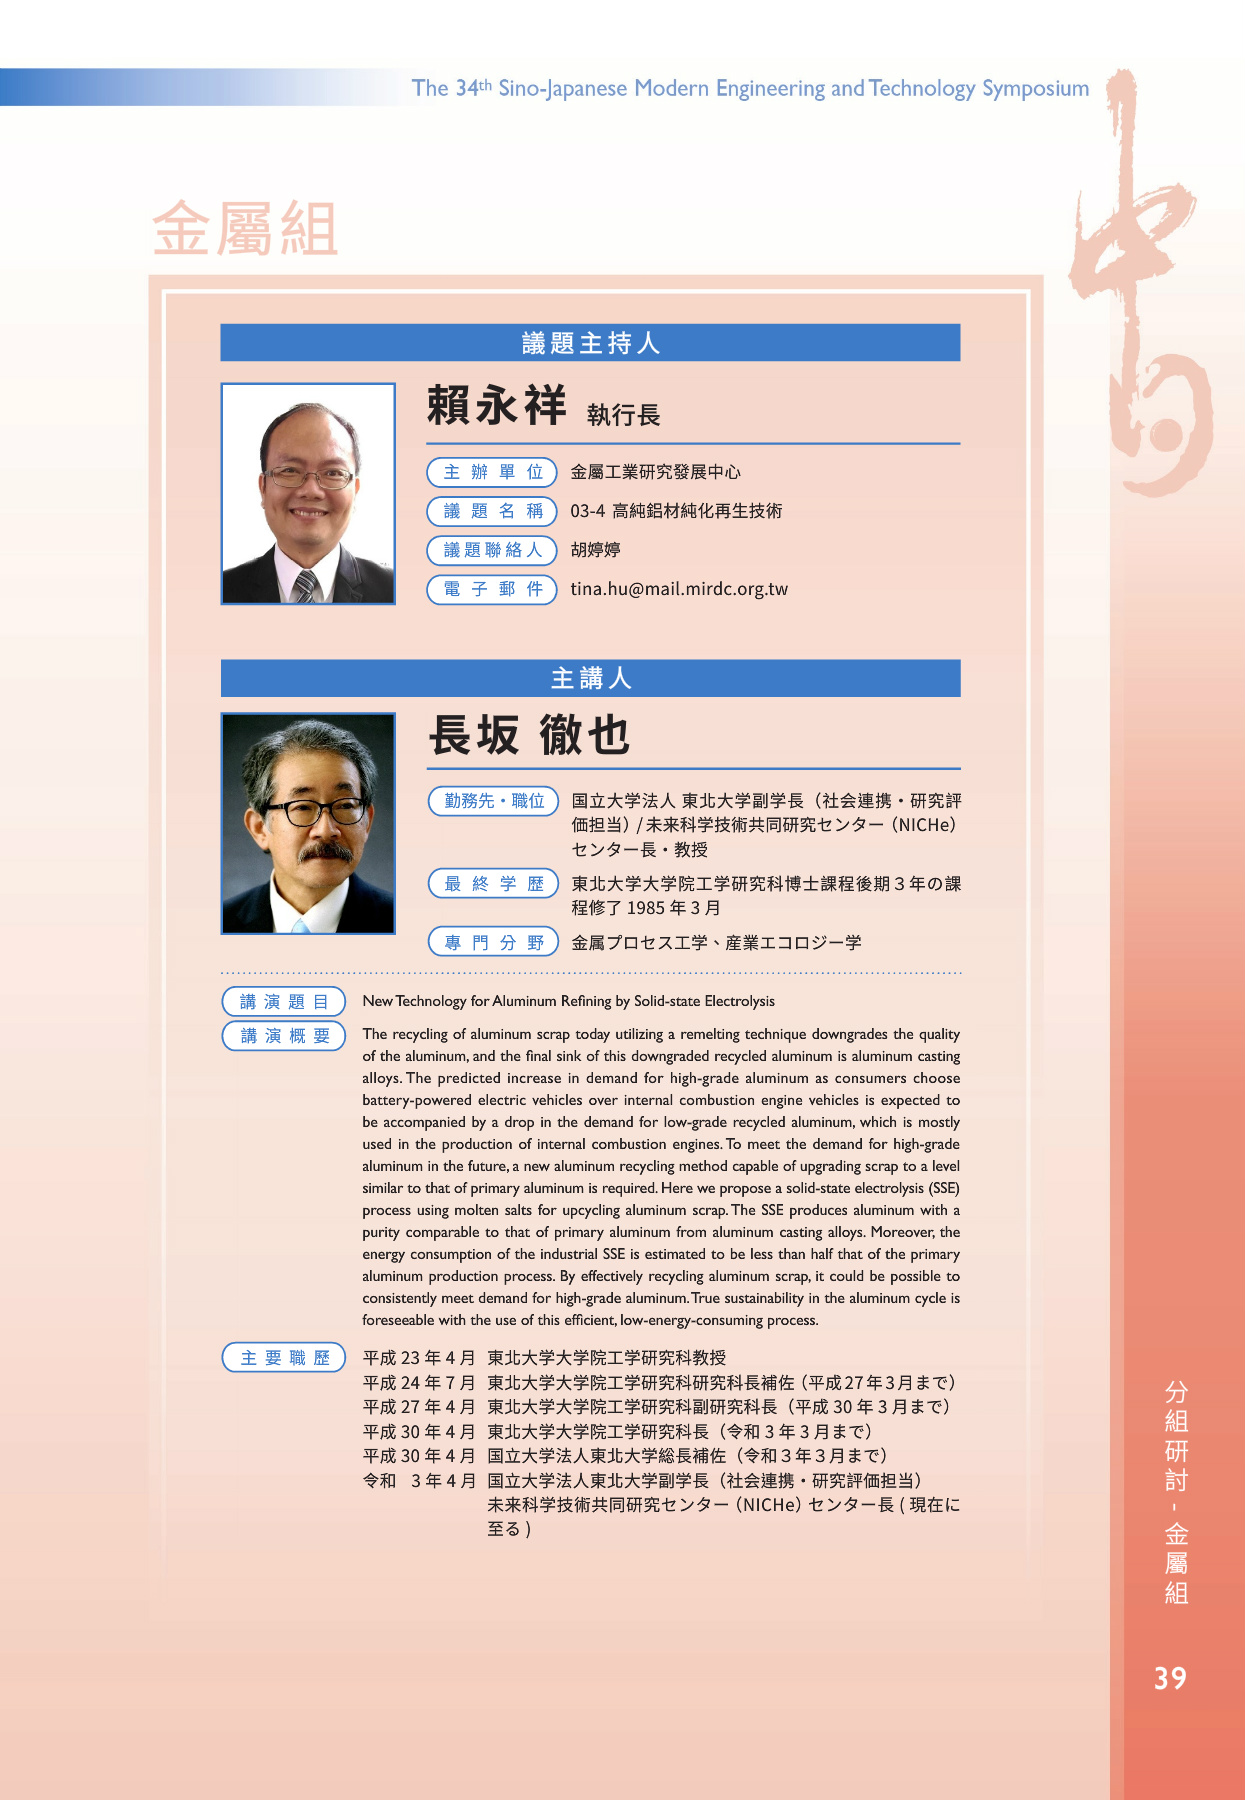 The 34th Sino-Japanese Modern Engineering and Technology Symposium
中日
金屬組
議題主持人
賴永祥 執行長
主辦單位 金屬工業研究發展中心
議題名稱 03-4 高純鋁材純化再生技術
議題聯絡人 胡婷婷
電子郵件 tina.hu@mail.mirdc.org.tw
主講人
長坂 徹也
勤務先・職位 国立大学法人 東北大学副学長（社会連携・研究評
価担当）/ 未来科学技術共同研究センター（NICHe）
センター長・教授
最終学歴 東北大学大学院工学研究科博士課程後期３年の課
程修了 1985 年 3 月
專門分野 金属プロセス工学、産業エコロジー学
講演題目 New Technology for Aluminum Refining by Solid-state Electrolysis
講演概要 The recycling of aluminum scrap today utilizing a remelting technique downgrades the quality
of the aluminum, and the final sink of this downgraded recycled aluminum is aluminum casting
alloys. The predicted increase in demand for high-grade aluminum as consumers choose
battery-powered electric vehicles over internal combustion engine vehicles is expected to
be accompanied by a drop in the demand for low-grade recycled aluminum, which is mostly
used in the production of internal combustion engines. To meet the demand for high-grade
aluminum in the future, a new aluminum recycling method capable of upgrading scrap to a level
similar to that of primary aluminum is required. Here we propose a solid-state electrolysis (SSE)
process using molten salts for upcycling aluminum scrap. The SSE produces aluminum with a
purity comparable to that of primary aluminum from aluminum casting alloys. Moreover, the
energy consumption of the industrial SSE is estimated to be less than half that of the primary
aluminum production process. By effectively recycling aluminum scrap, it could be possible to
consistently meet demand for high-grade aluminum. True sustainability in the aluminum cycle is
foreseeable with the use of this efficient, low-energy-consuming process.
主要職歷 平成 23 年 4 月 東北大学大学院工学研究科教授
平成 24 年 7 月 東北大学大学院工学研究科研究科長補佐（平成27年3月まで）
平成 27 年 4 月 東北大学大学院工学研究科副研究科長（平成 30 年 3 月まで）
平成 30 年 4 月 東北大学大学院工学研究科長（令和 3 年 3 月まで）
平成 30 年 4 月 国立大学法人東北大学総長補佐（令和３年３月まで）
令和 3 年 4 月 国立大学法人東北大学副学長（社会連携・研究評価担当）
未来科学技術共同研究センター（NICHe）センター長 ( 現在に
至る )
分組研討 - 金屬組
39